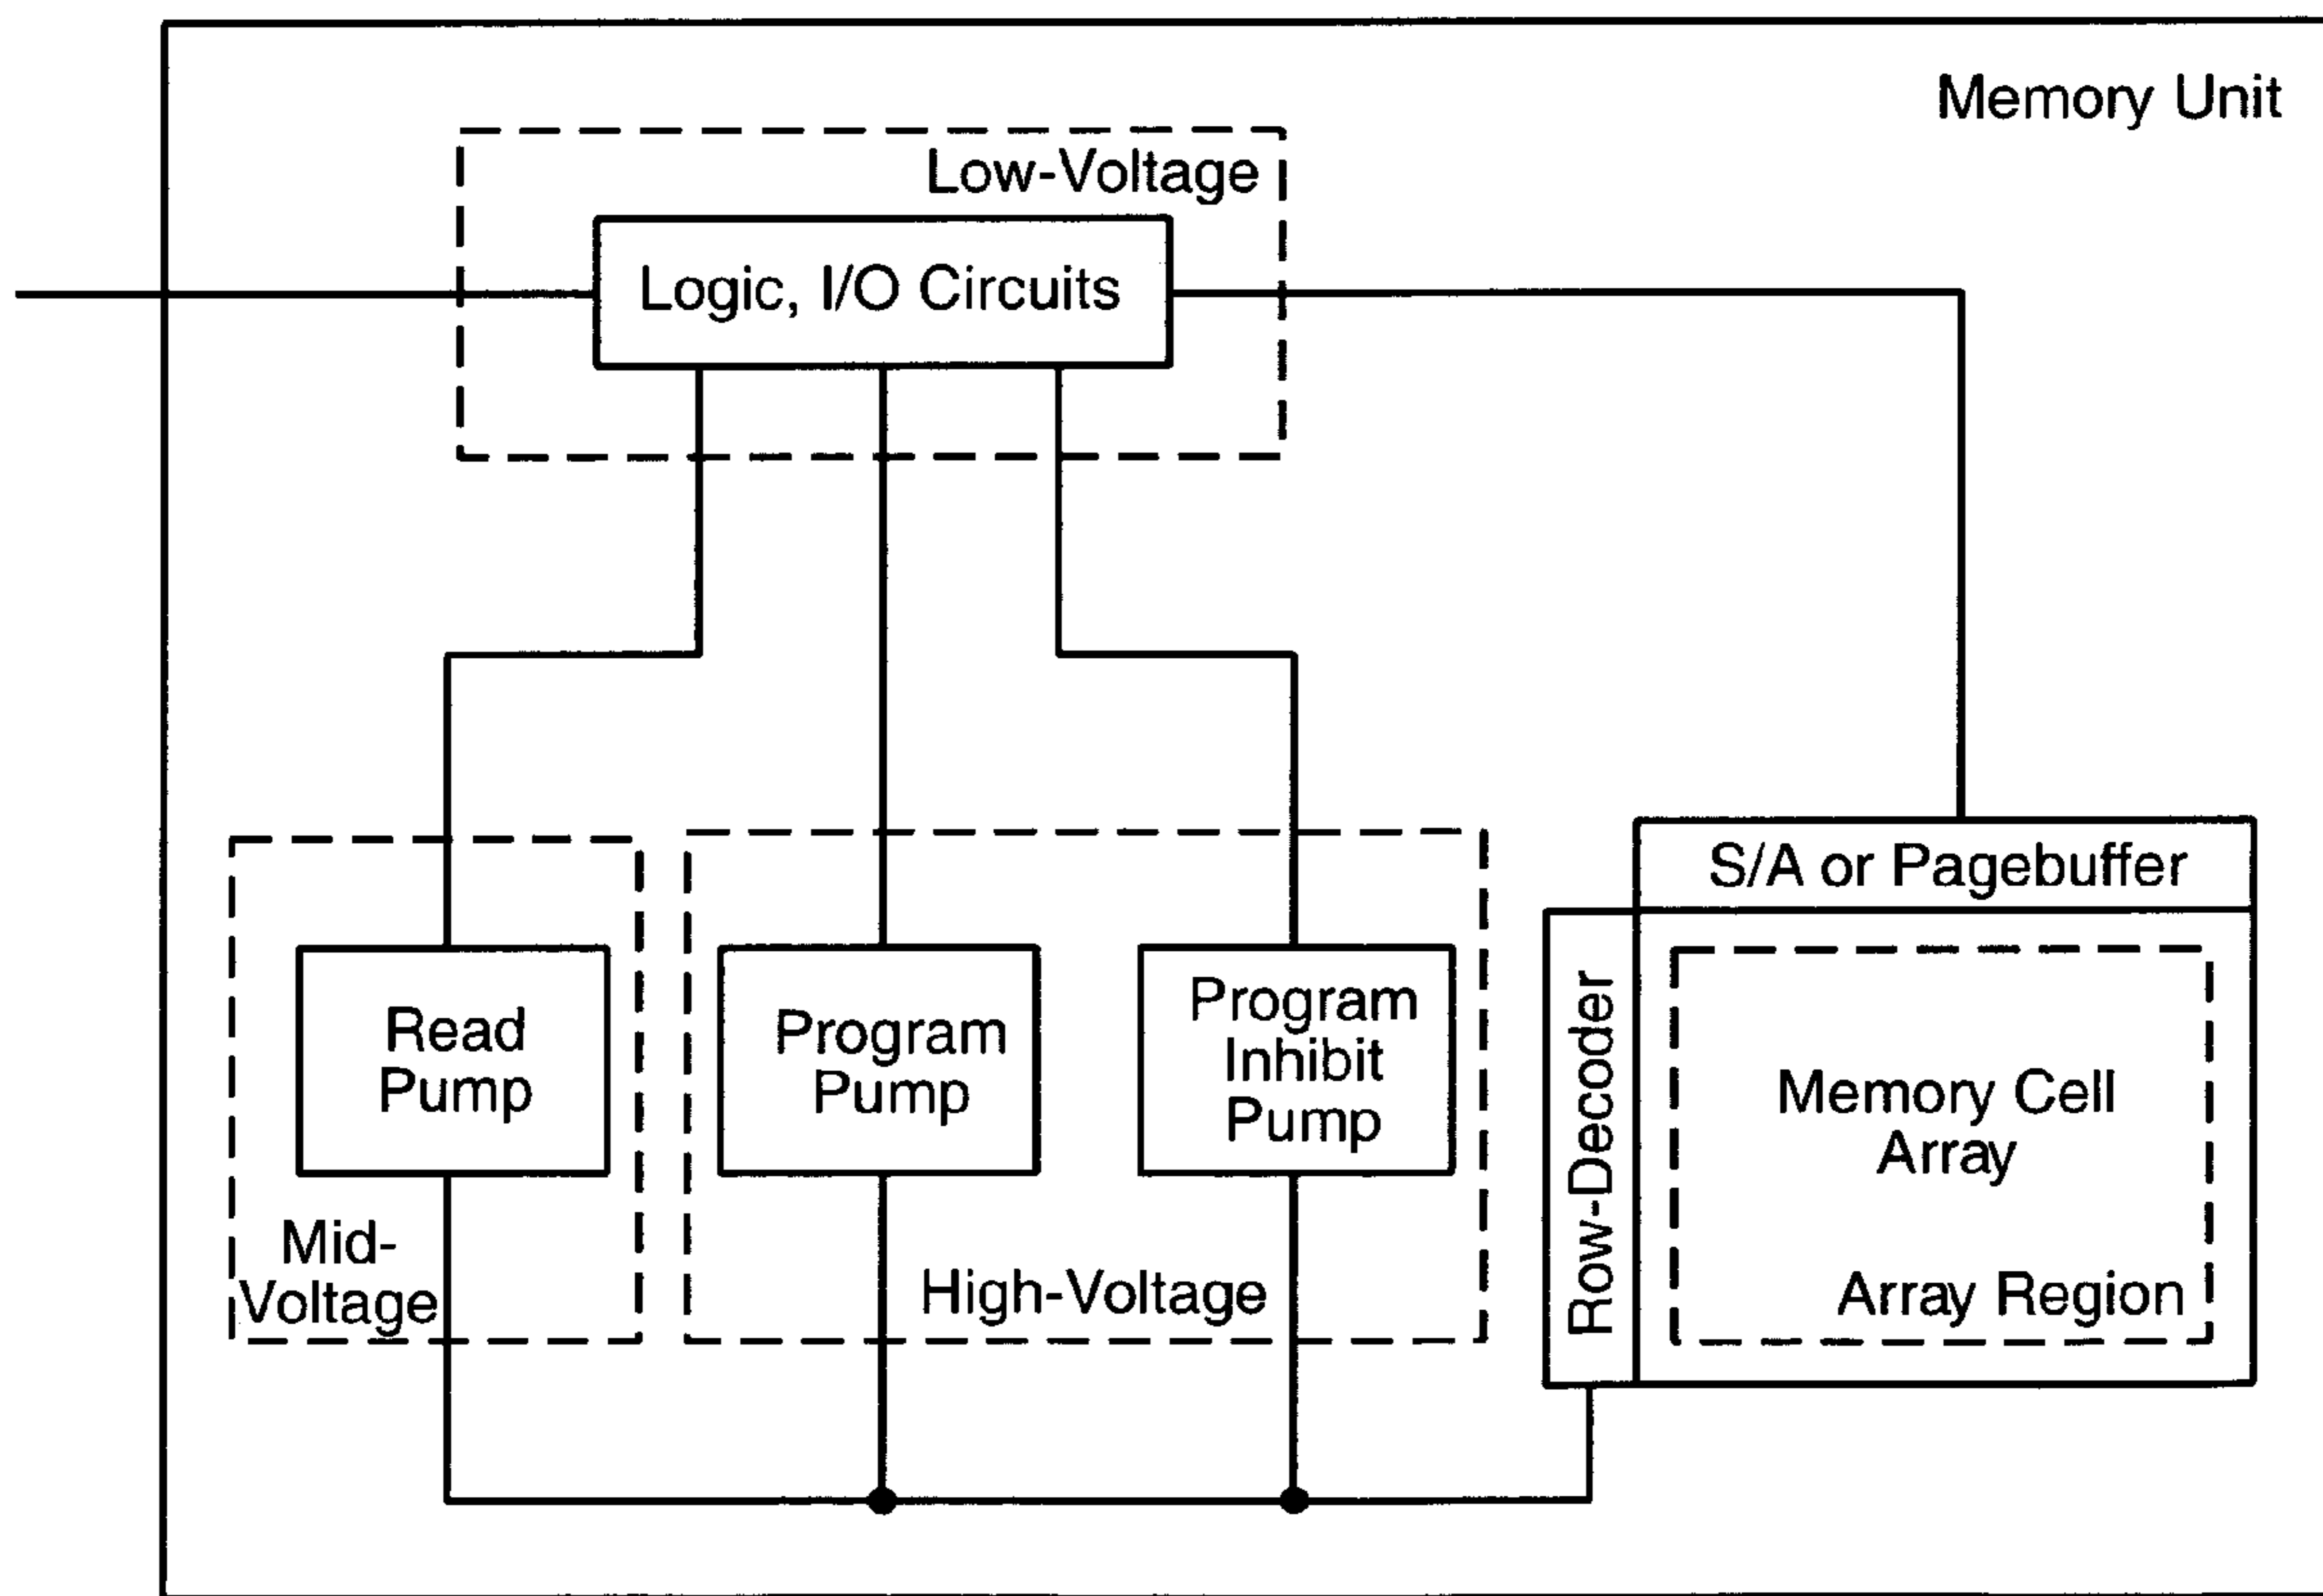 Memory Unit
Low-Voltage
Logic, I/O Circuits
S/A or Pagebuffer
Read
Pump
Program
Pump
Program
Inhibit
Pump
Row-Decoder
Memory Cell
Array
Mid-
Voltage
High-Voltage
Array Region